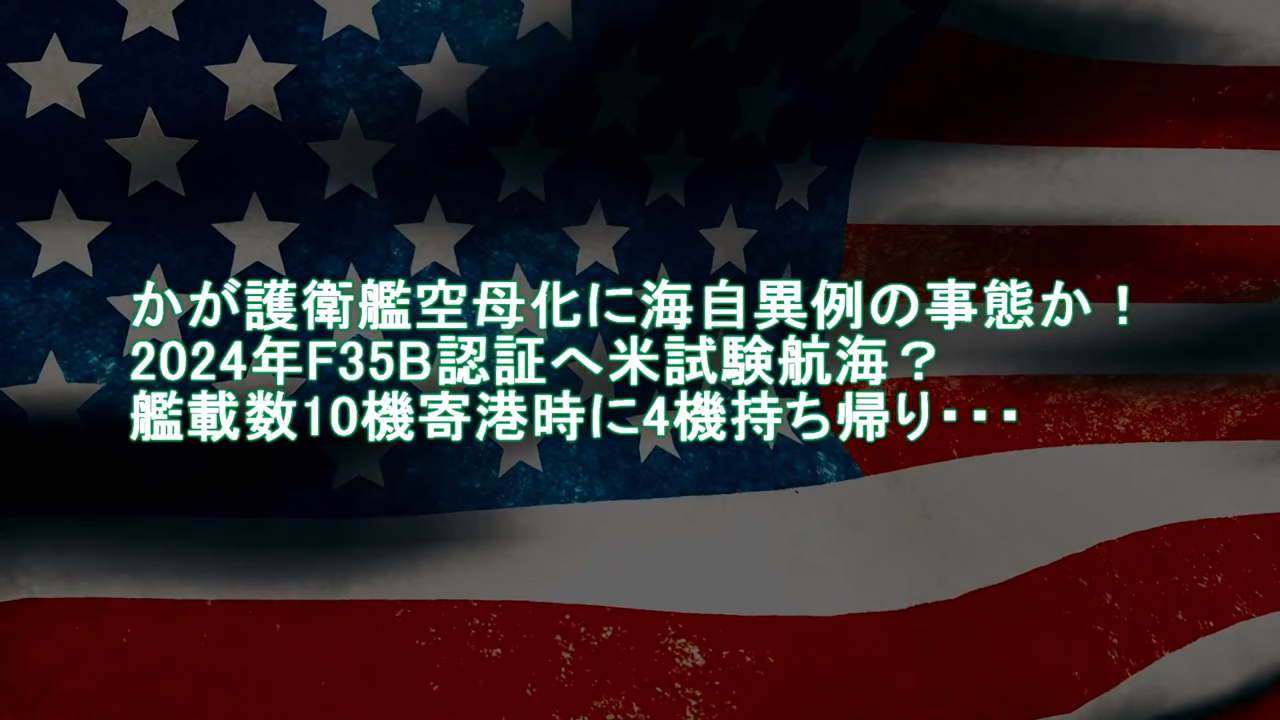 かが護衛艦空母化に海自異例の事態か！
2024年F35B認証へ米試験航海？
艦載数10機寄港時に4機持ち帰り・・・